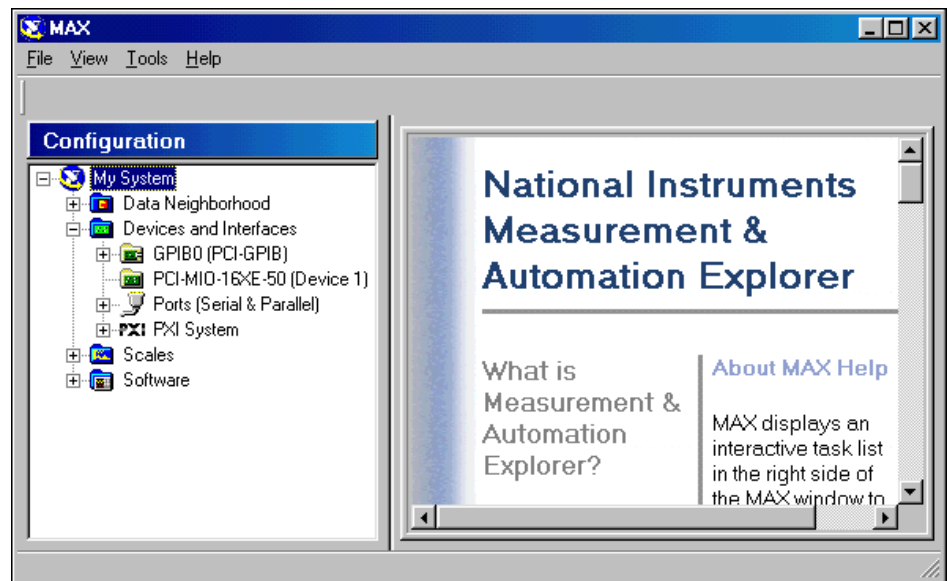 MAX
File View Tools Help
Configuration
My System
Data Neighborhood
Devices and Interfaces
GPIB0 (PCI-GPIB)
PCI-MIO-16XE-50 (Device 1)
Ports (Serial & Parallel)
PXI PXI System
Scales
Software
National Instruments
Measurement &
Automation Explorer
What is
Measurement &
Automation
Explorer?
About MAX Help
MAX displays an
interactive task list
in the right side of
the MAX window to